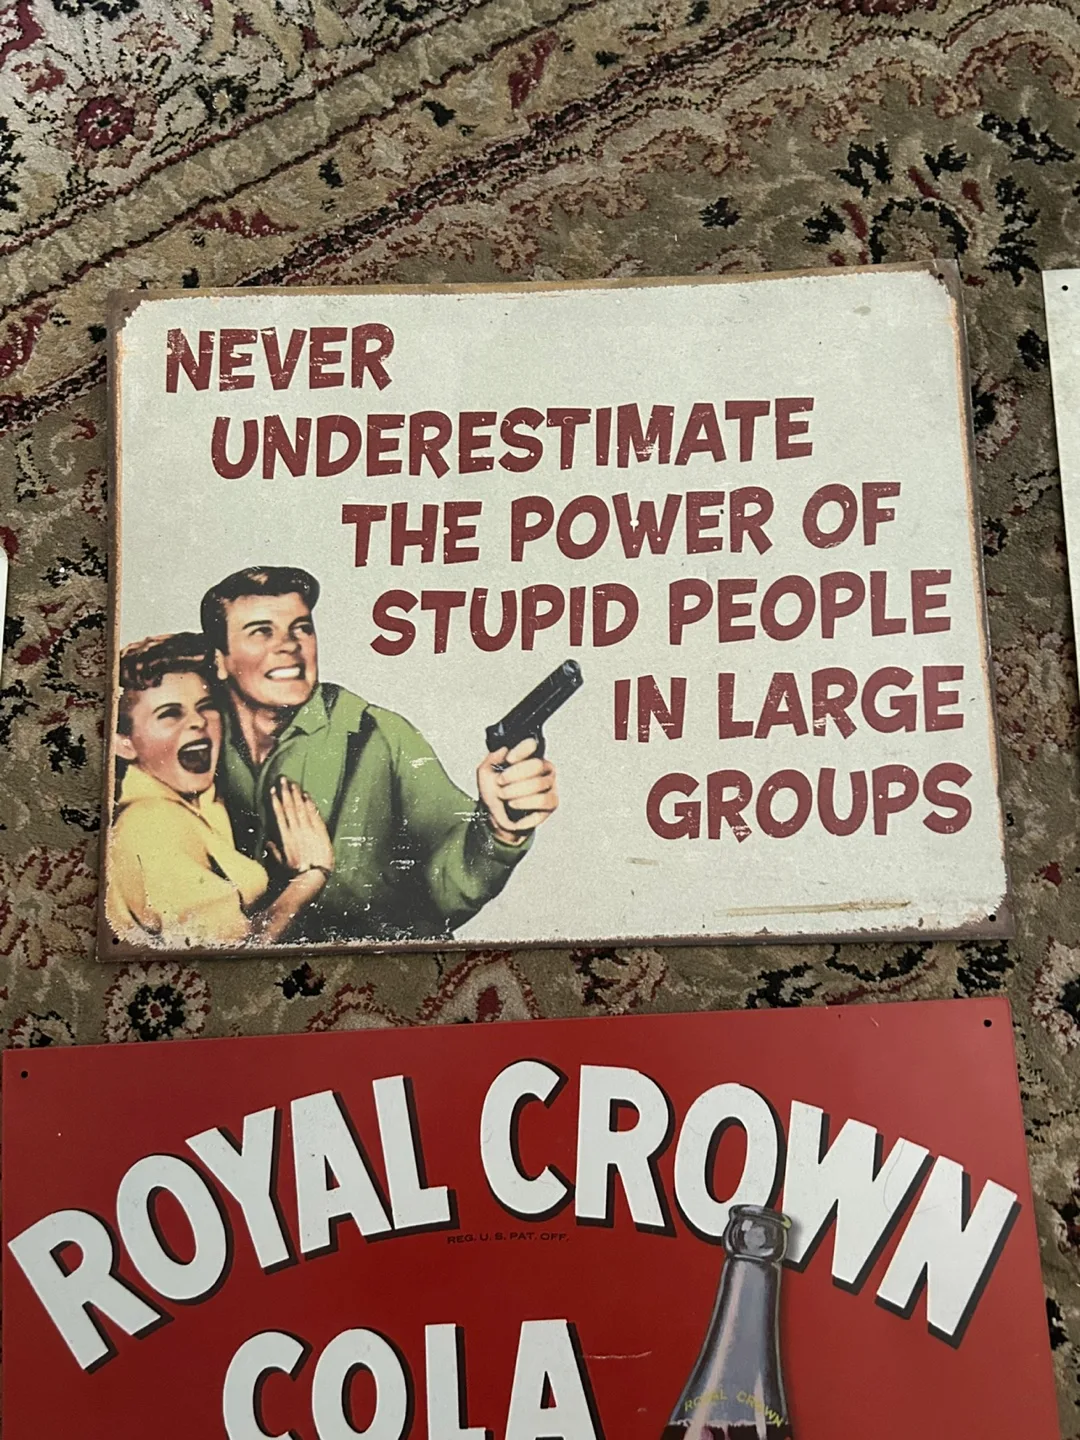 NEVER
UNDERESTIMATE
THE POWER OF
STUPID PEOPLE
IN LARGE
GROUPS
ROYAL CROWN
REG. U.S. PAT. OFF.
COLA
ROYAL CROWN